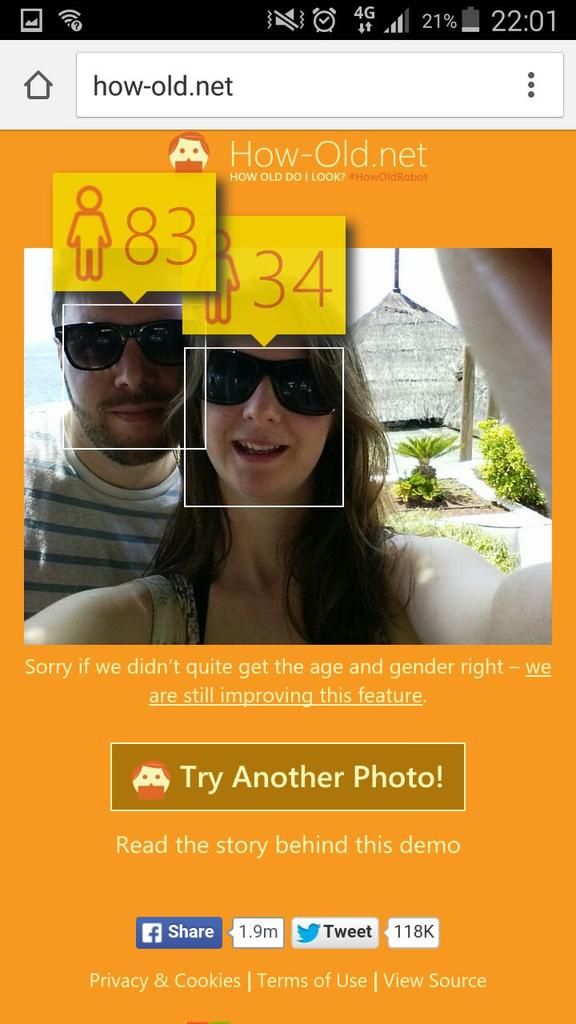 4G 21% 22:01
how-old.net
How-Old.net
HOW OLD DO I LOOK? #HowOldRobot
83
34
Sorry if we didn't quite get the age and gender right – we
are still improving this feature.
Try Another Photo!
Read the story behind this demo
Share 1.9m Tweet 118K
Privacy & Cookies | Terms of Use | View Source